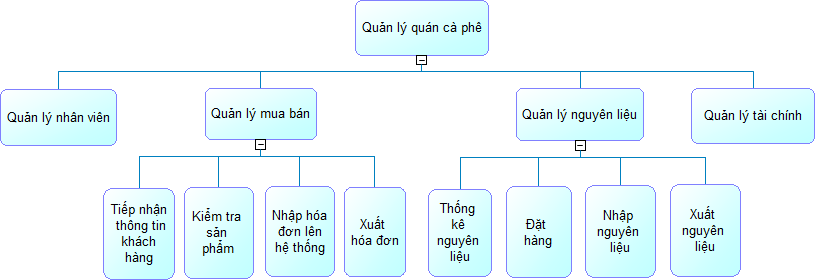 Quản lý quán cà phê
Quản lý nhân viên
Quản lý mua bán
Quản lý nguyên liệu
Quản lý tài chính
Tiếp nhận
thông tin
khách
hàng
Kiểm tra
sản
phẩm
Nhập hóa
đơn lên
hệ thống
Xuất
hóa đơn
Thống
kê
nguyên
liệu
Đặt
hàng
Nhập
nguyên
liệu
Xuất
nguyên
liệu